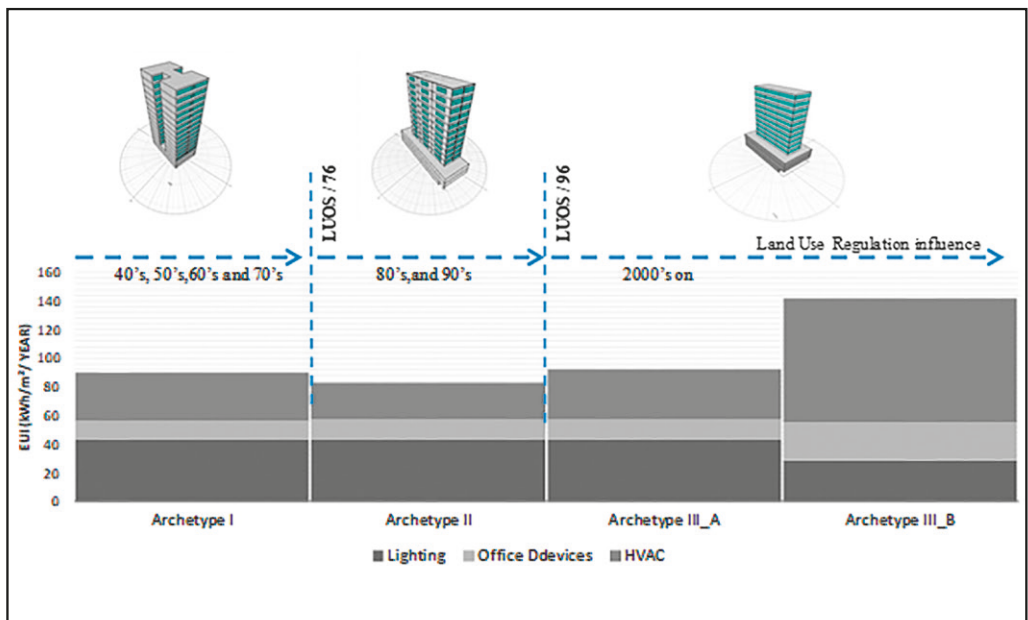 LUOS / 76
LUOS / 96
Land Use Regulation influence
40's, 50's,60's and 70's
80's,and 90's
2000's on
EUI(kWh/m²/ YEAR)
160
140
120
100
80
60
40
20
0
Archetype I
Archetype II
Archetype III_A
Archetype III_B
Lighting
Office Ddevices
HVAC